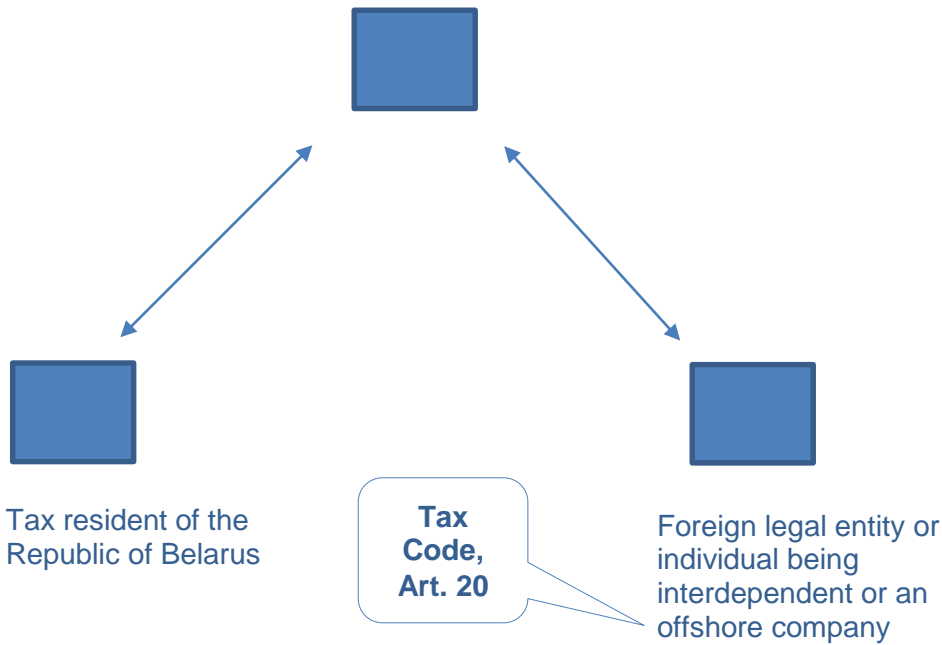 Tax resident of the
Republic of Belarus
Tax
Code,
Art. 20
Foreign legal entity or
individual being
interdependent or an
offshore company